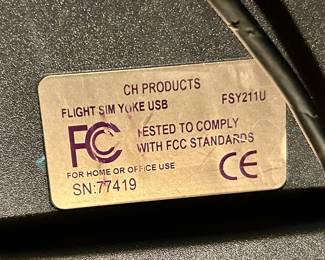 CH PRODUCTS
FLIGHT SIM YOKE USB FSY211U
FC TESTED TO COMPLY
WITH FCC STANDARDS
FOR HOME OR OFFICE USE CE
SN:77419